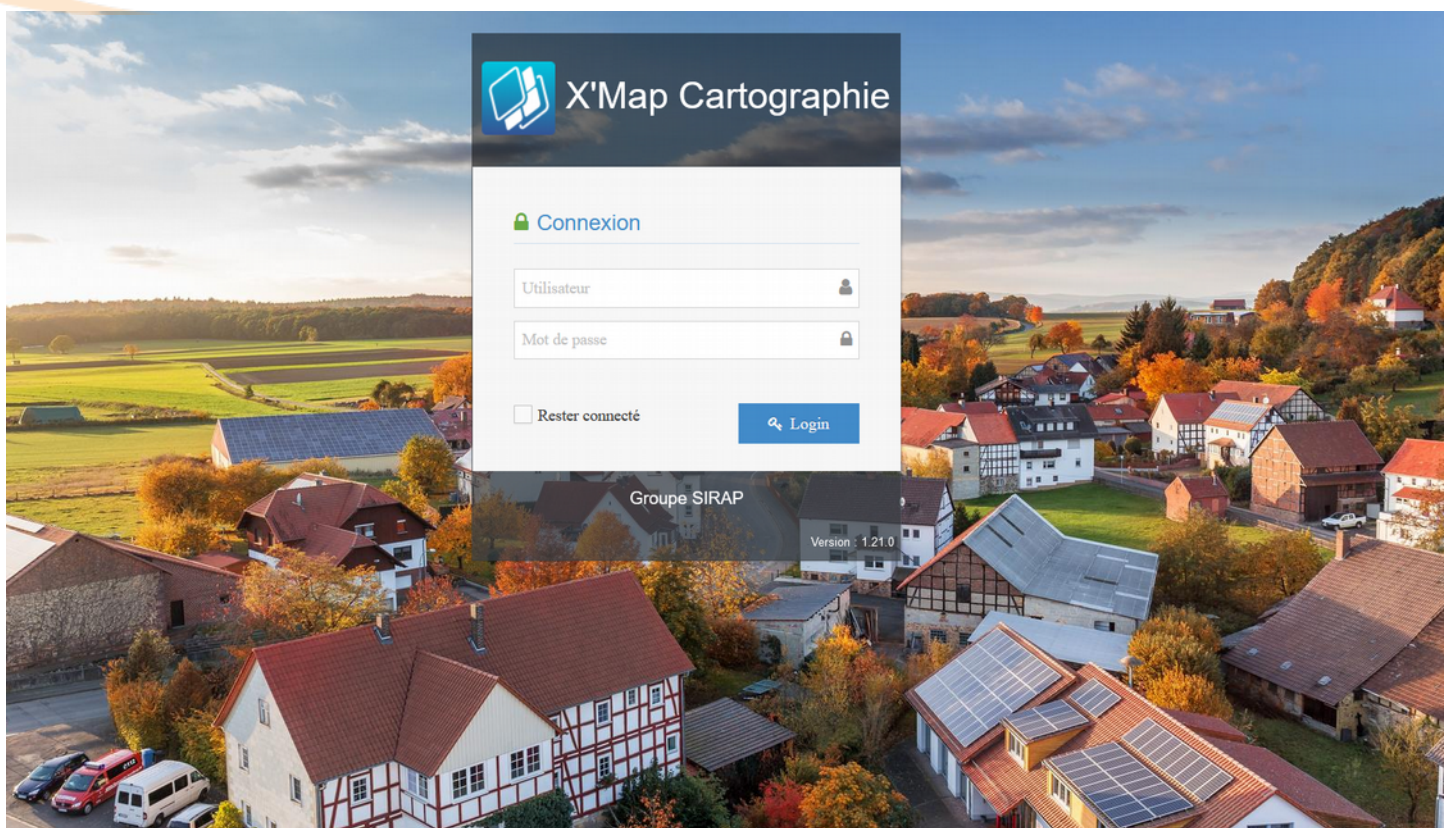 X'Map Cartographie
Connexion
Utilisateur
Mot de passe
Rester connecté
Login
Groupe SIRAP
Version : 1.21.0